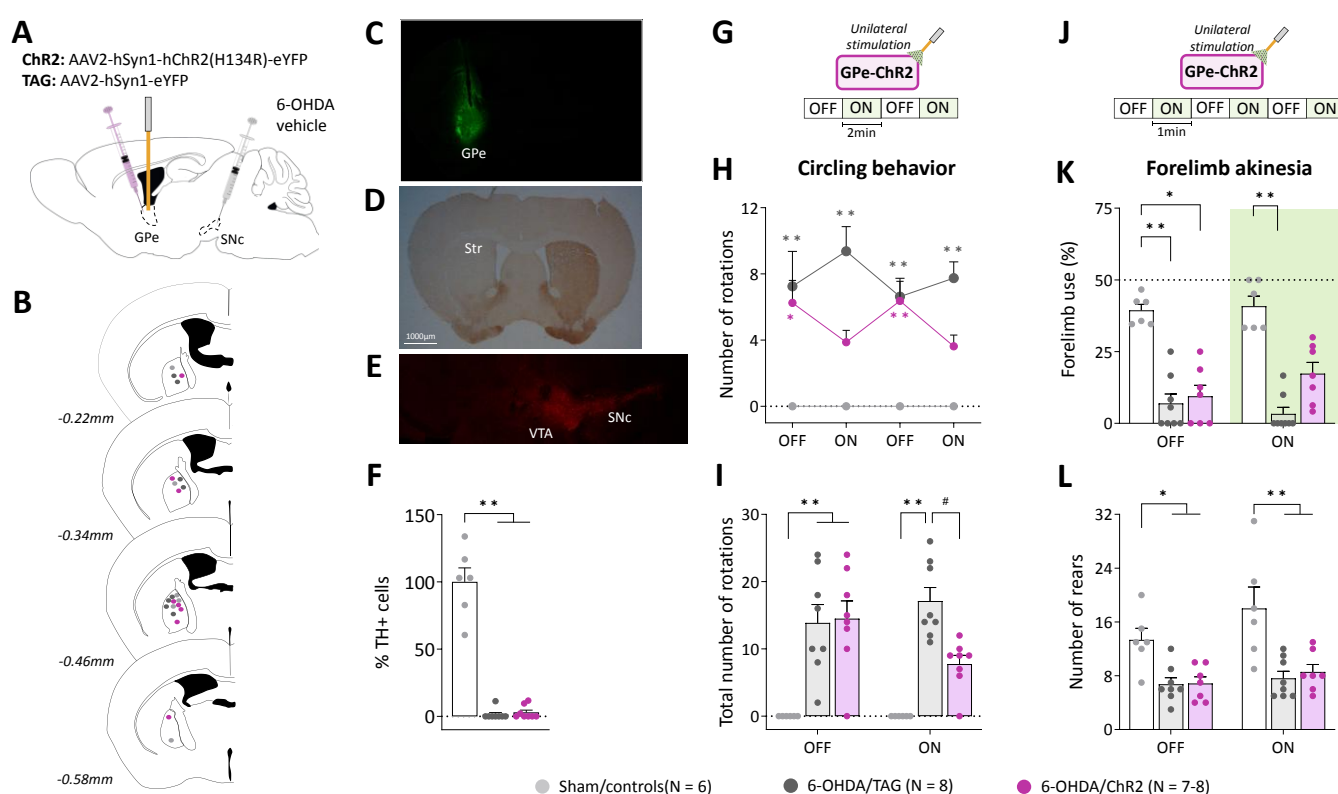 A
ChR2: AAV2-hSyn1-hChR2(H134R)-eYFP
TAG: AAV2-hSyn1-eYFP
6-OHDA
vehicle
GPe
SNc
B
-0.22mm
-0.34mm
-0.46mm
-0.58mm
C
GPe
D
Str
1000µm
E
VTA
SNc
F
% TH+ cells
150
100
50
0
* *
G
Unilateral
stimulation
GPe-ChR2
OFF ON OFF ON
2min
H
Circling behavior
Number of rotations
12
8
4
0
* *
* *
* *
* *
*
* *
OFF ON OFF ON
I
Total number of rotations
30
20
10
0
* *
* *
#
OFF ON
J
Unilateral
stimulation
GPe-ChR2
OFF ON OFF ON OFF ON
1min
K
Forelimb akinesia
Forelimb use (%)
75
50
25
0
*
* *
* *
OFF ON
L
Number of rears
32
24
16
8
0
*
* *
OFF ON
Sham/controls(N = 6)
6-OHDA/TAG (N = 8)
6-OHDA/ChR2 (N = 7-8)